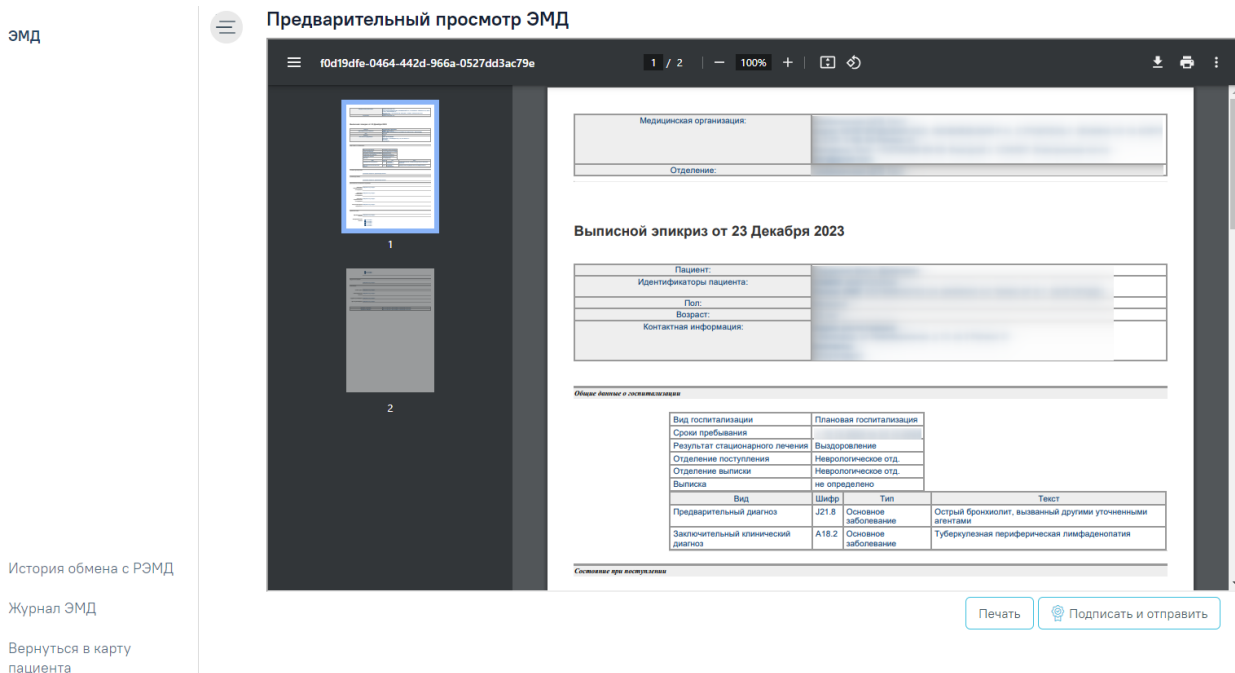 ЭМД
Предварительный просмотр ЭМД
f0d19dfe-0464-442d-966a-0527dd3ac79e
1 / 2
100%
Медицинская организация:
Отделение:
Выписной эпикриз от 23 Декабря 2023
Пациент:
Идентификаторы пациента:
Пол:
Возраст:
Контактная информация:
Общие данные о госпитализации
Вид госпитализации Плановая госпитализация
Сроки пребывания
Результат стационарного лечения Выздоровление
Отделение поступления Неврологическое отд.
Отделение выписки Неврологическое отд.
Выписка не определено
Вид Шифр Тип Текст
Предварительный диагноз J21.8 Основное заболевание Острый бронхиолит, вызванный другими уточненными агентами
Заключительный клинический диагноз A18.2 Основное заболевание Туберкулезная периферическая лимфаденопатия
Состояние при поступлении
1
2
История обмена с РЭМД
Журнал ЭМД
Вернуться в карту
пациента
Печать
Подписать и отправить